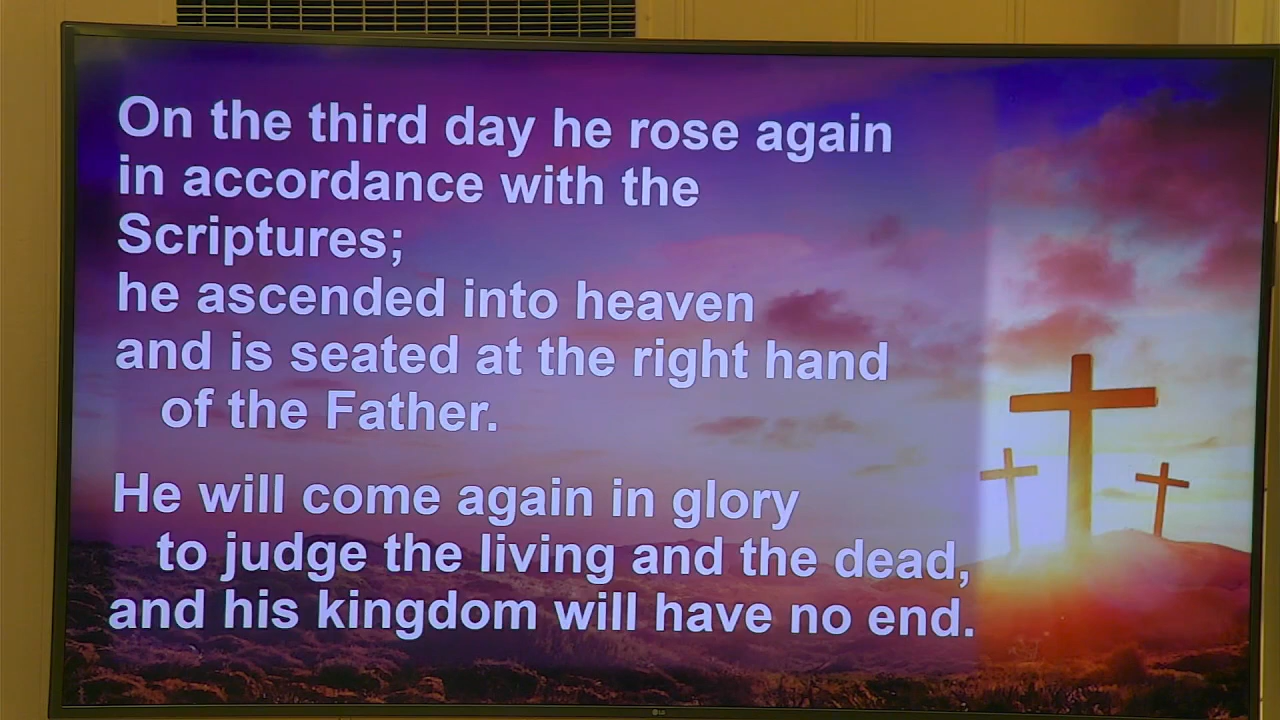 On the third day he rose again
in accordance with the
Scriptures;
he ascended into heaven
and is seated at the right hand
of the Father.
He will come again in glory
to judge the living and the dead,
and his kingdom will have no end.
LG